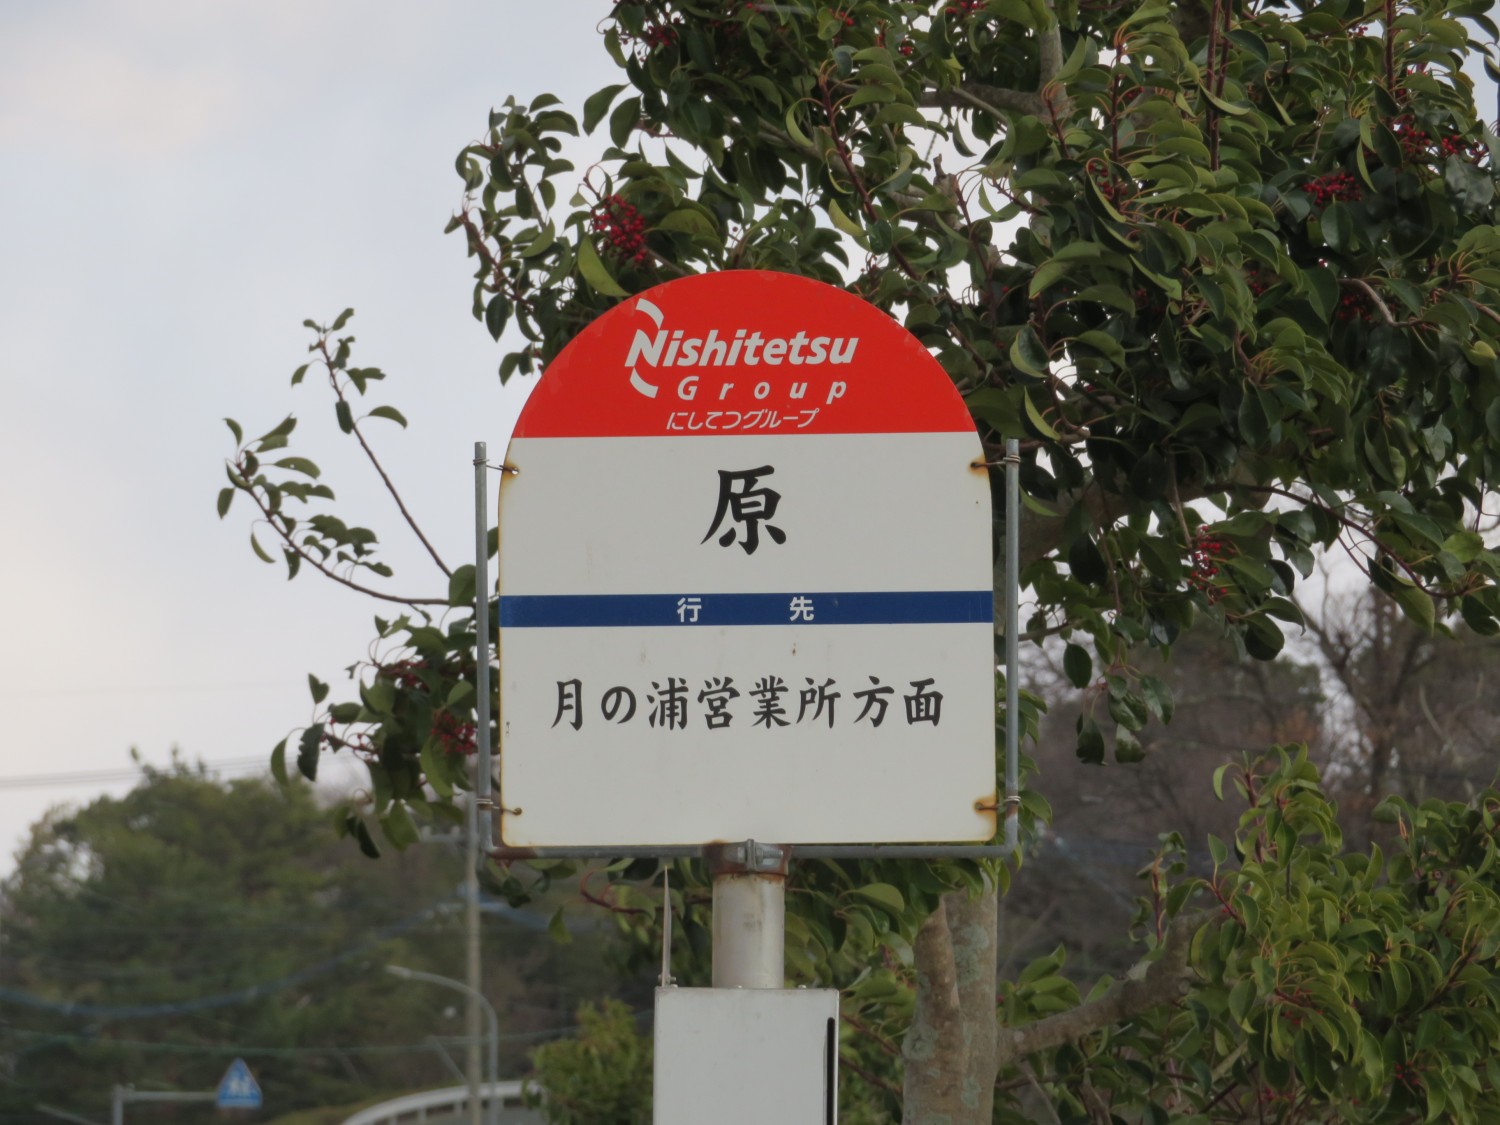 Nishitetsu
Group
にしてつグループ
原
行先
月の浦営業所方面